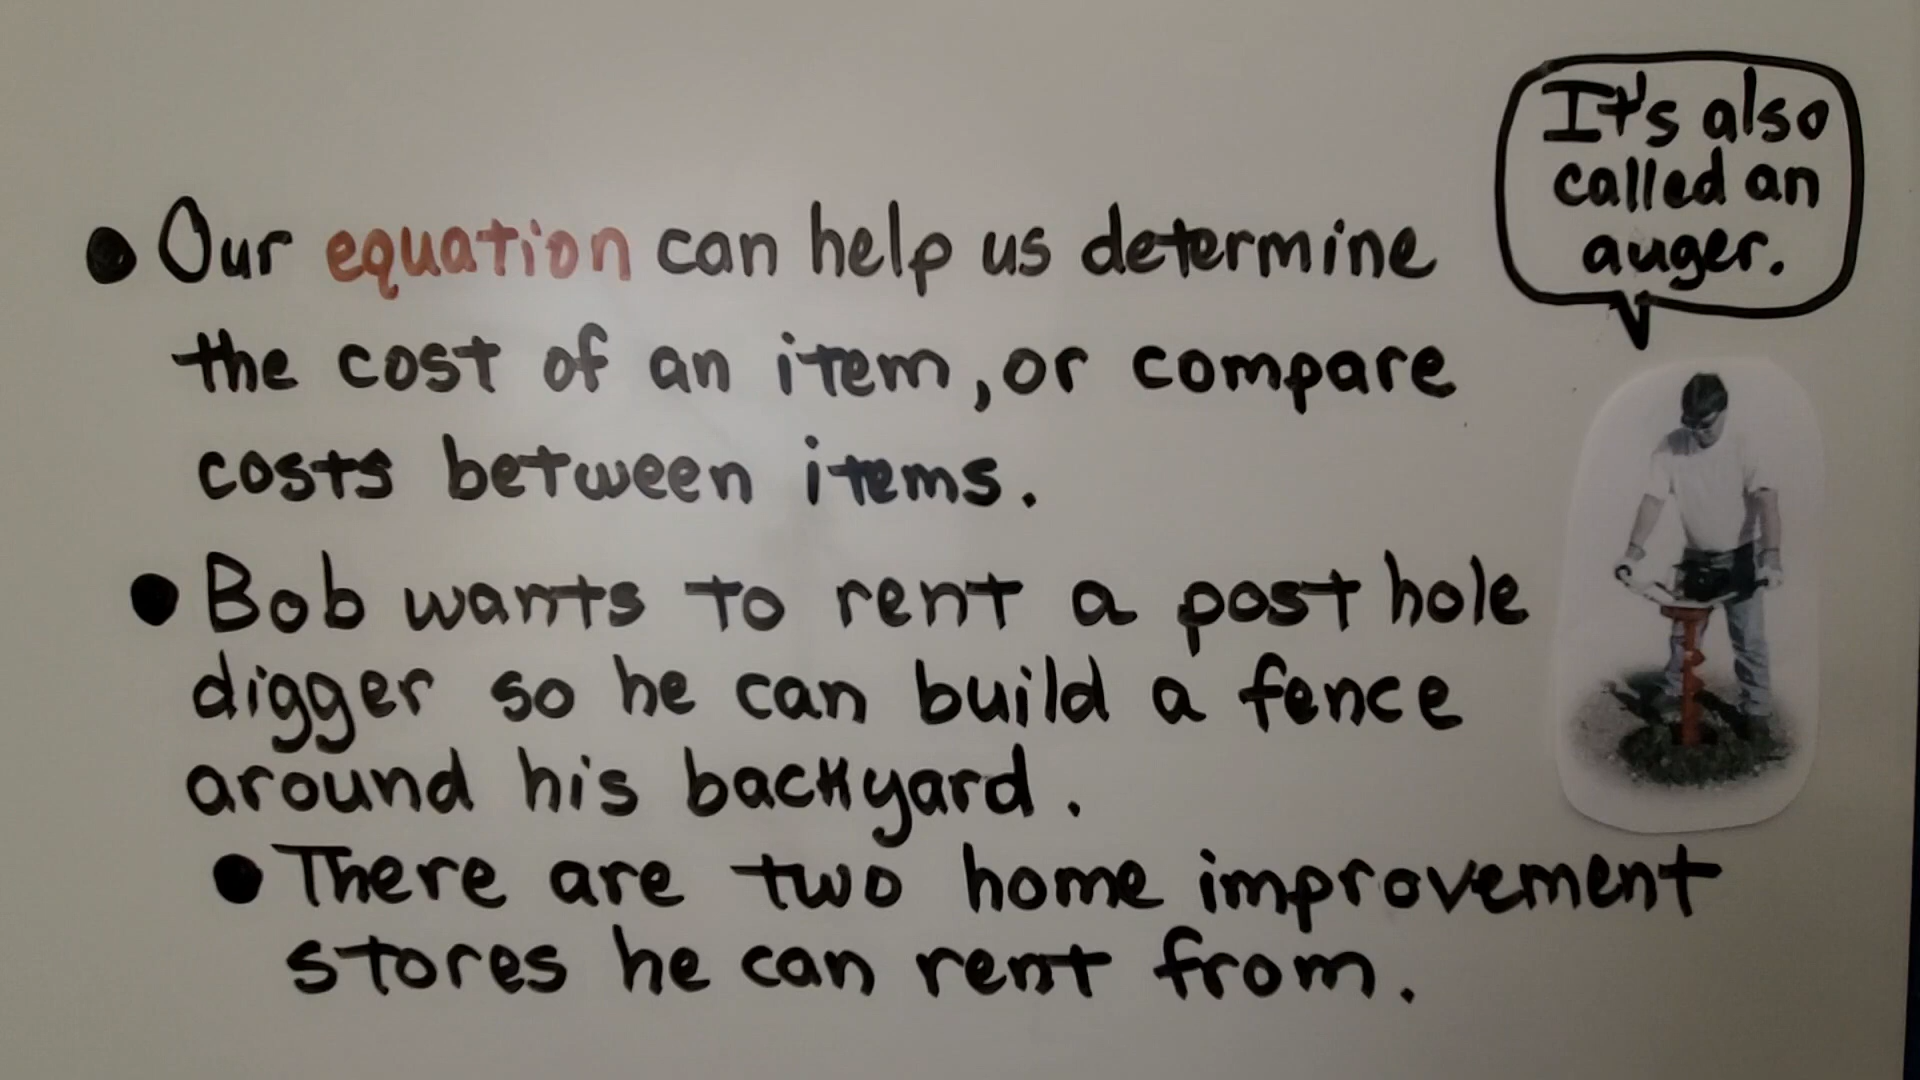 It's also
called an
auger.
• Our equation can help us determine
the cost of an item, or compare
costs between items.
• Bob wants to rent a post hole
digger so he can build a fence
around his backyard.
• There are two home improvement
stores he can rent from.